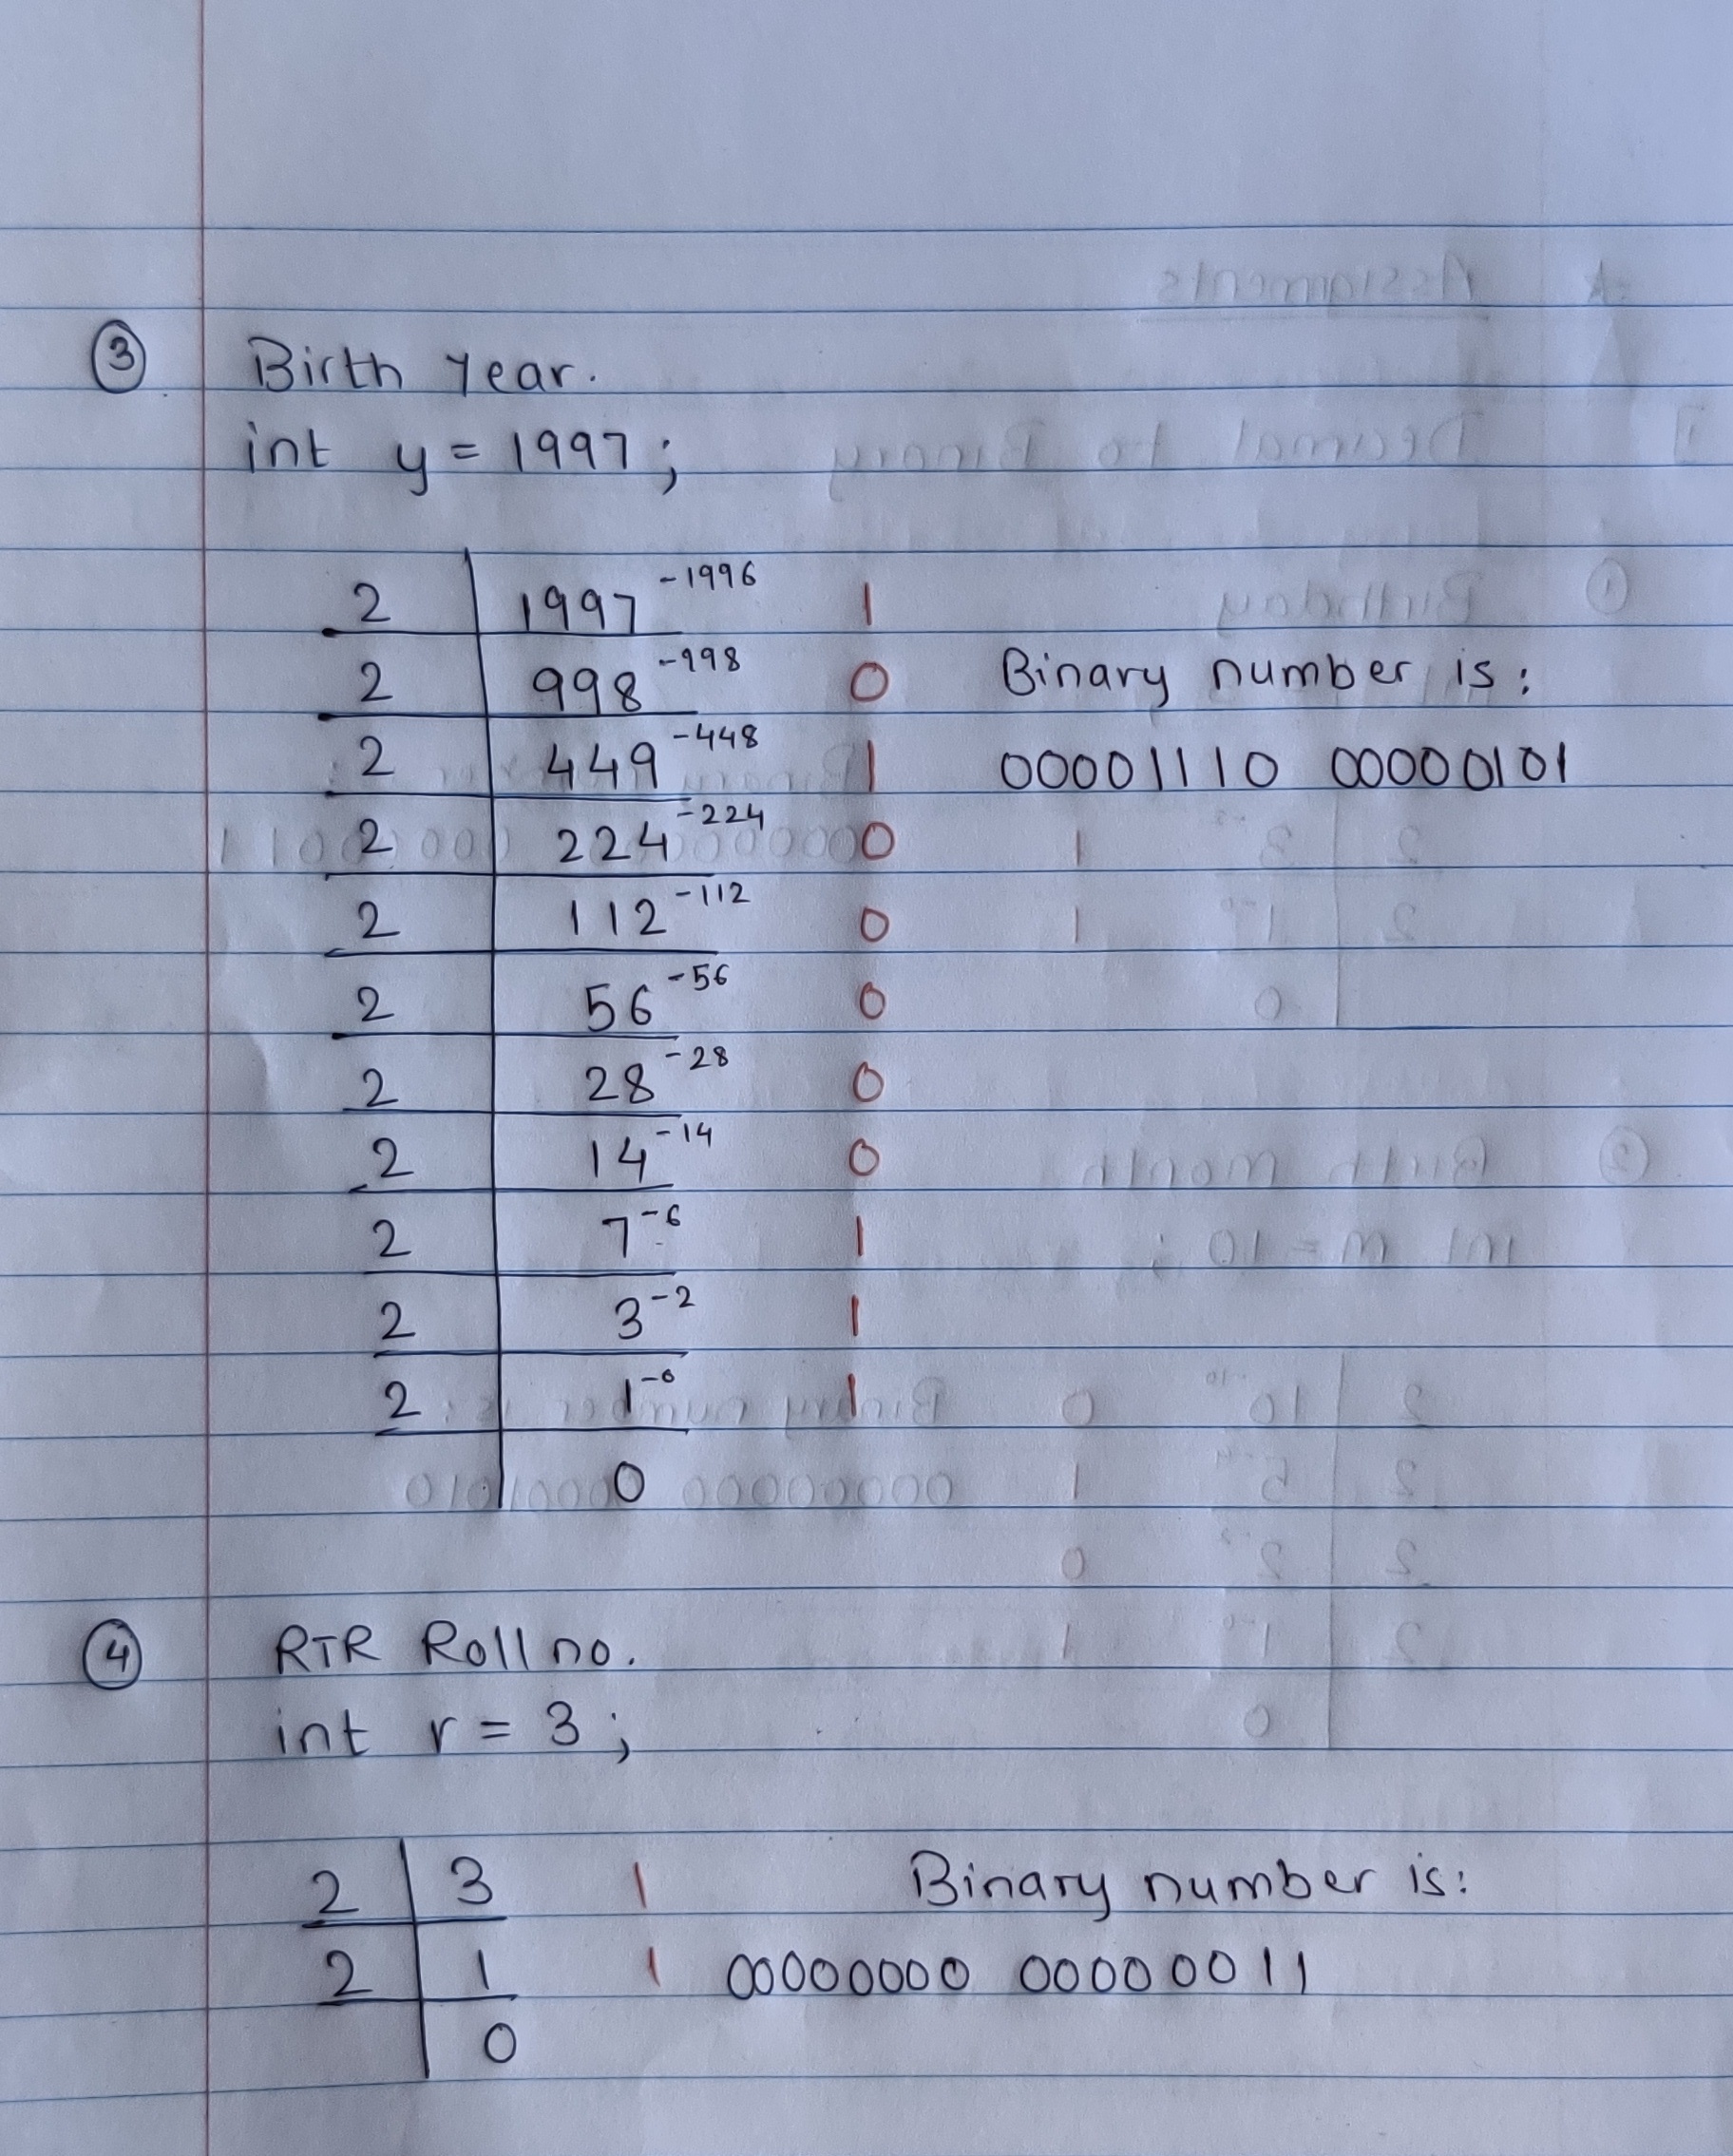 ③ Birth Year.
int y = 1997;
2 1997 -1996 1
2 998 -998 0 Binary number is:
2 449 -448 1 00001110 00000101
2 224 -224 0
2 112 -112 0
2 56 -56 0
2 28 -28 0
2 14 -14 0
2 7 -6 1
2 3 -2 1
2 1 -0 1
0
④ RTR Roll no.
int r = 3;
2 3 1 Binary number is:
2 1 1 00000000 00000011
0